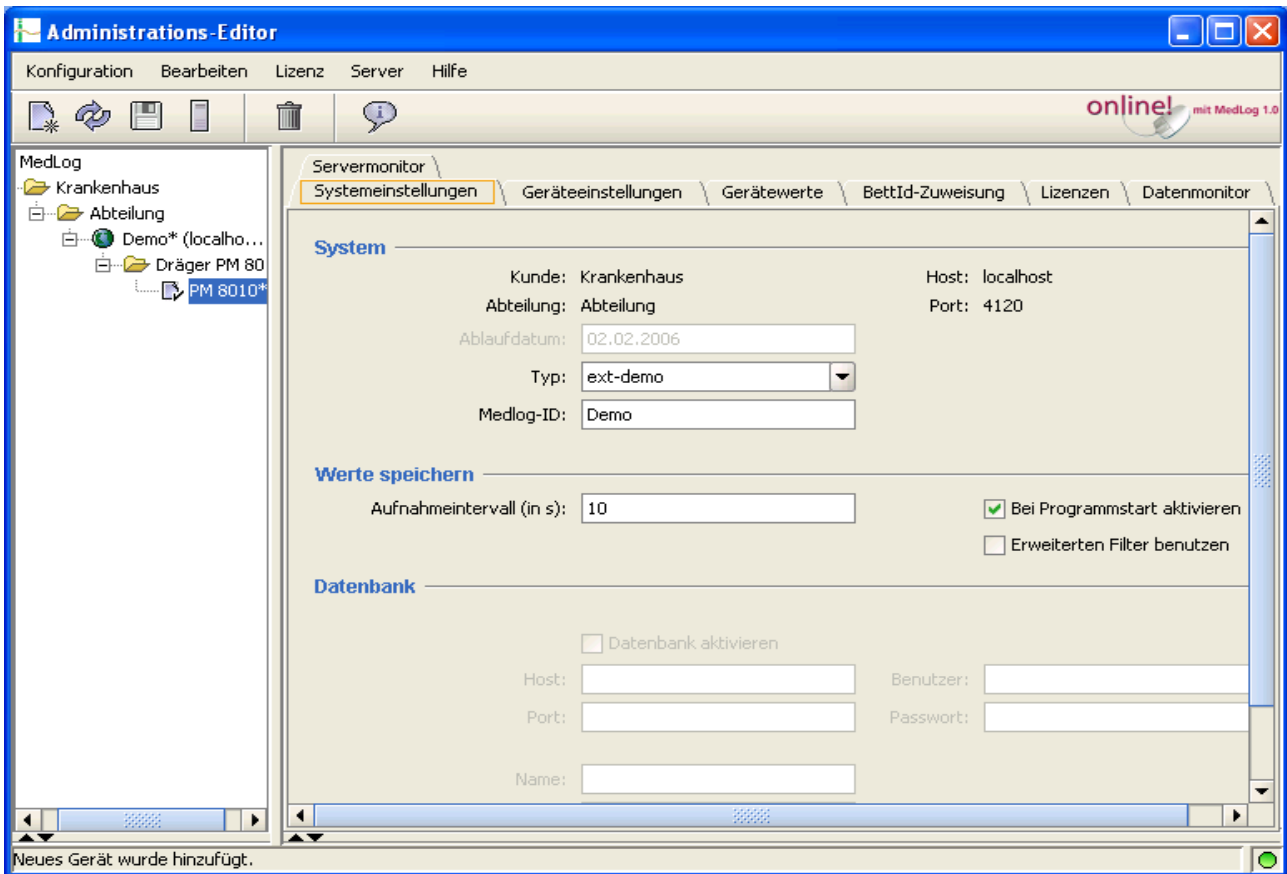 Administrations-Editor
Konfiguration Bearbeiten Lizenz Server Hilfe
online! mit MedLog 1.0
MedLog
Krankenhaus
Abteilung
Demo* (localho...
Dräger PM 80
PM 8010*
Servermonitor
Systemeinstellungen Geräteeinstellungen Gerätewerte BettId-Zuweisung Lizenzen Datenmonitor
System
Kunde: Krankenhaus Host: localhost
Abteilung: Abteilung Port: 4120
Ablaufdatum: 02.02.2006
Typ: ext-demo
Medlog-ID: Demo
Werte speichern
Aufnahmeintervall (in s): 10 Bei Programmstart aktivieren
Erweiterten Filter benutzen
Datenbank
Datenbank aktivieren
Host: Benutzer:
Port: Passwort:
Name:
Neues Gerät wurde hinzufügt.